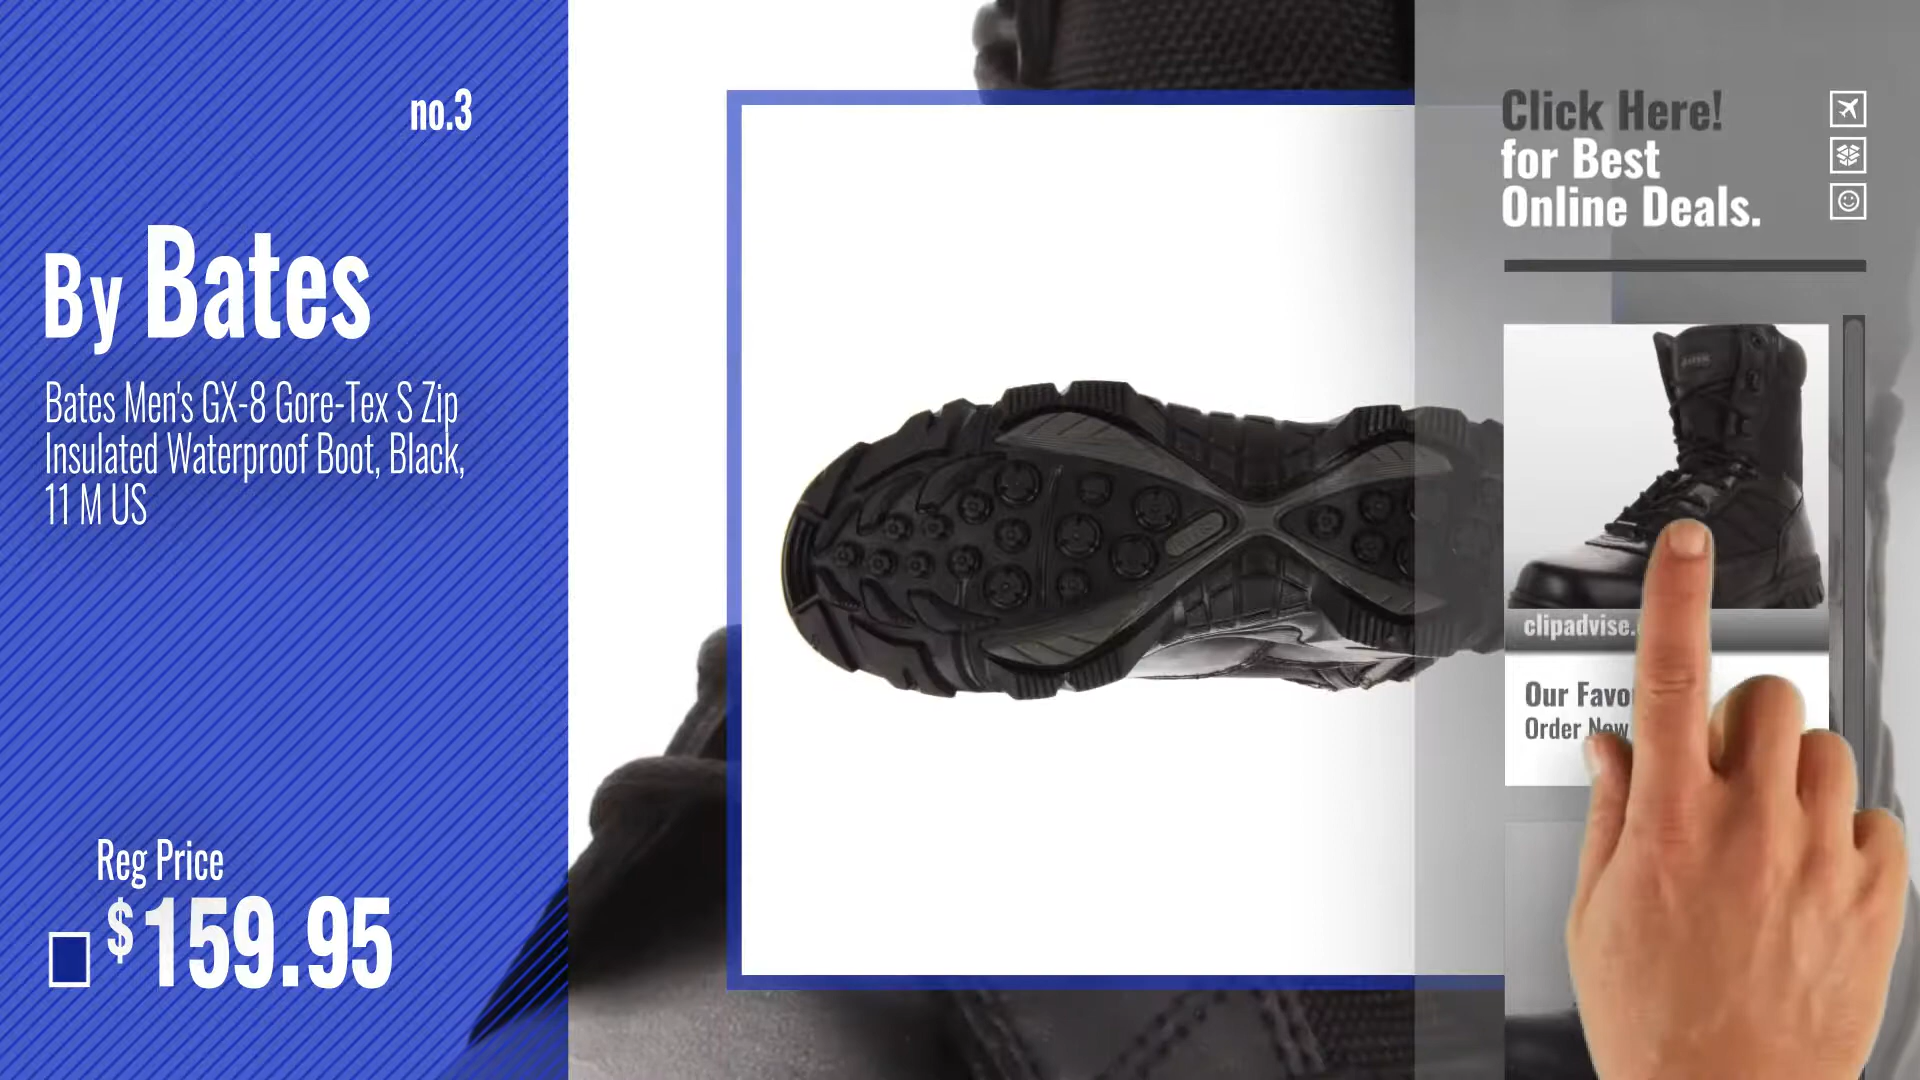 no.3
By Bates
Bates Men's GX-8 Gore-Tex S Zip
Insulated Waterproof Boot, Black,
11 M US
Reg Price
$159.95
Click Here!
for Best
Online Deals.
clipadvise.
Our
Order